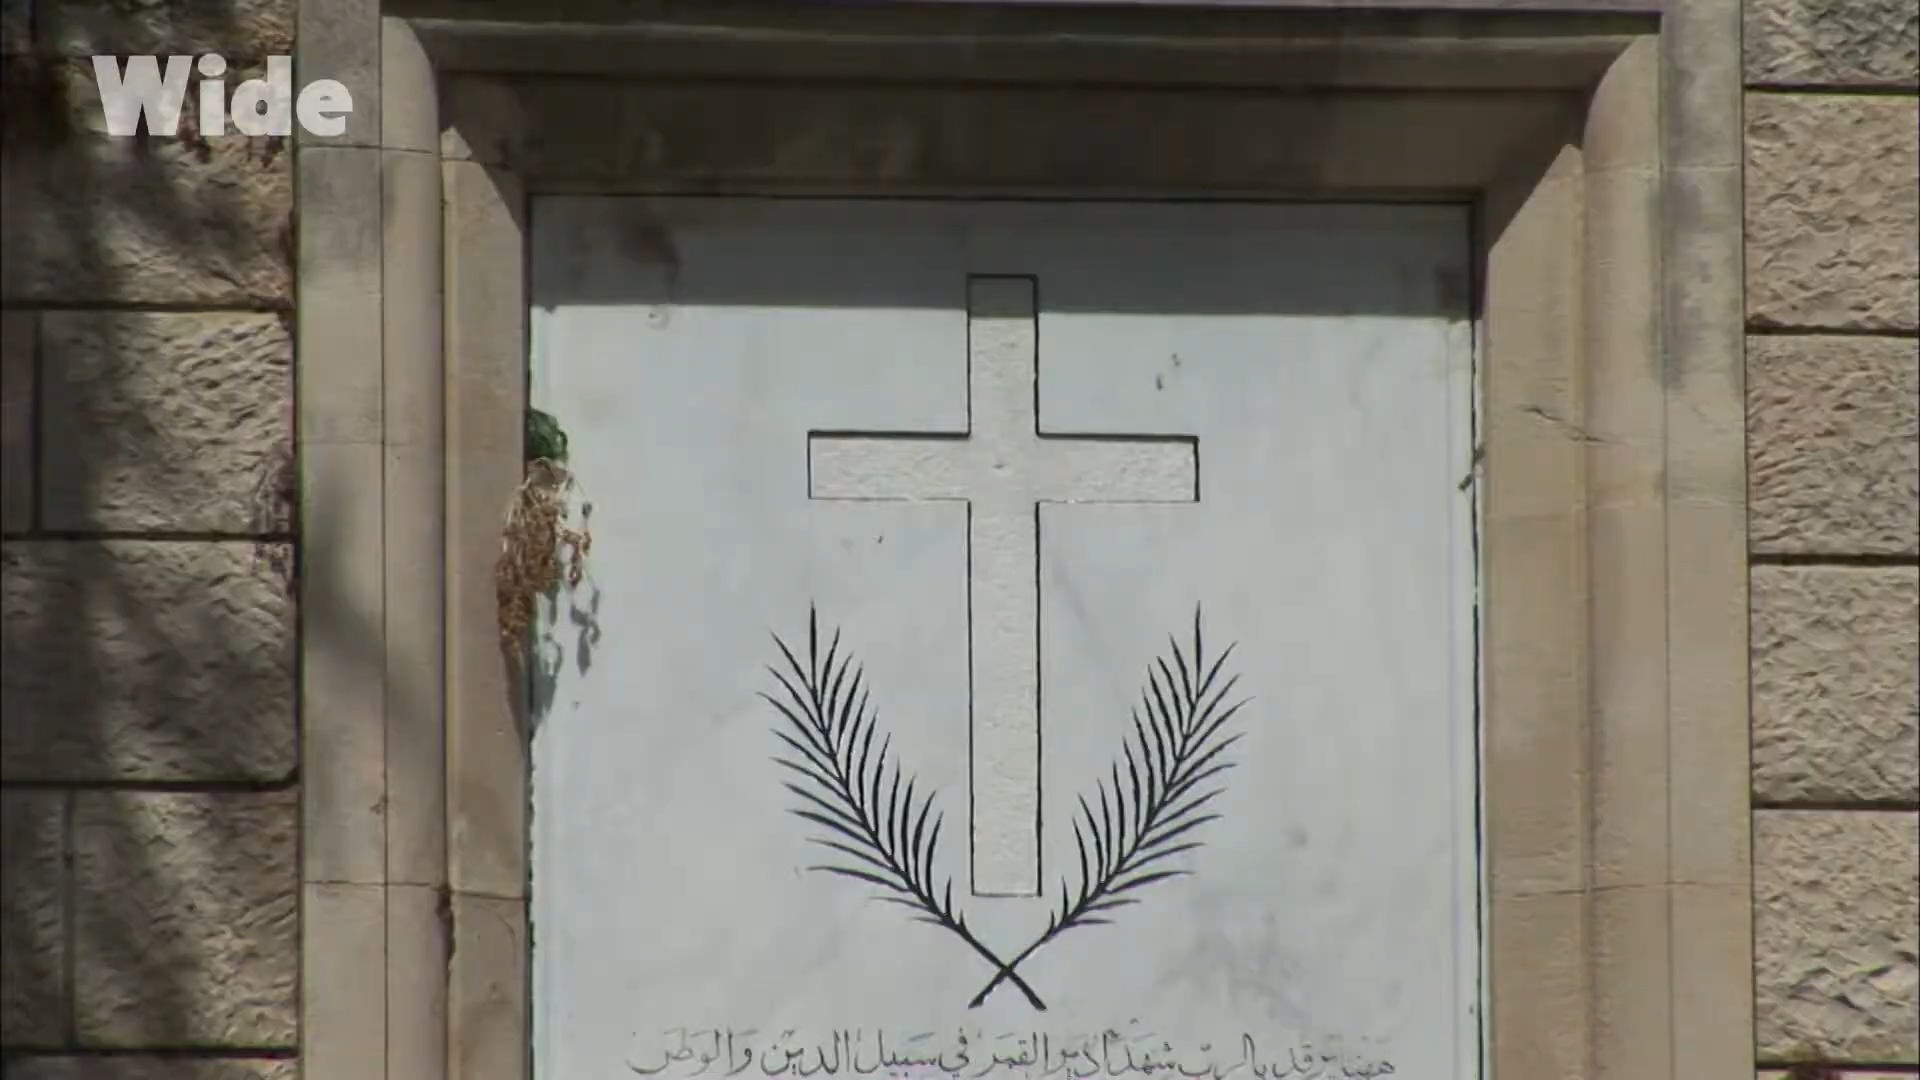 Wide
هنا يرقد بالرب شهداء دير القمر في سبيل الدين والوطن